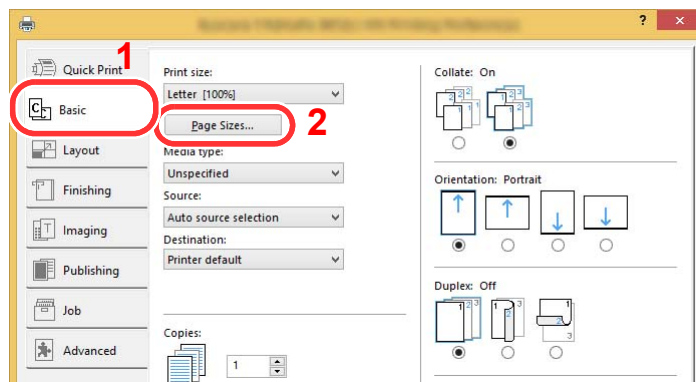 ? ×
1
Quick Print
Basic
Layout
Finishing
Imaging
Publishing
Job
Advanced
Print size:
Letter [100%]
Page Sizes...
2
Media type:
Unspecified
Source:
Auto source selection
Destination:
Printer default
Copies:
1
Collate: On
Orientation: Portrait
Duplex: Off